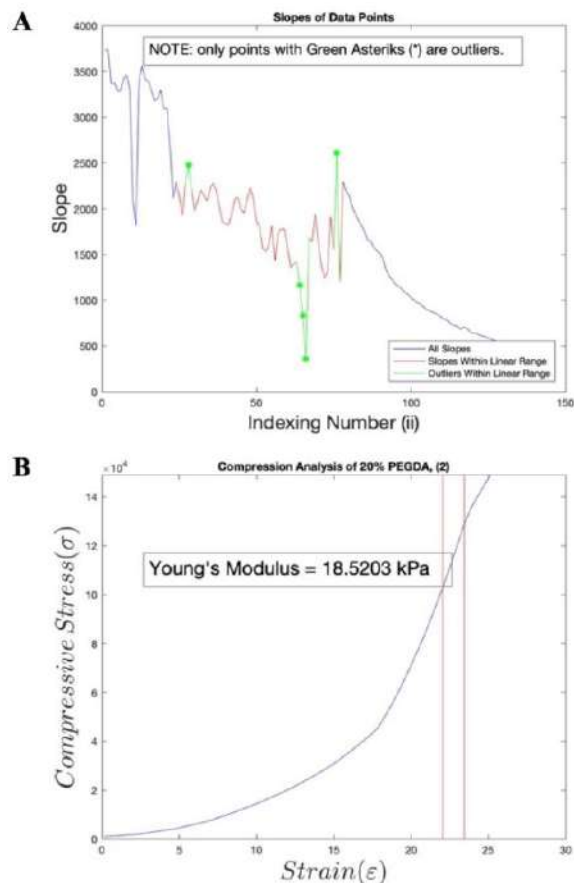 A
Slopes of Data Points
NOTE: only points with Green Asteriks (*) are outliers.
4000
3500
3000
2500
2000
1500
1000
500
0
Slope
0
50
100
150
Indexing Number (ii)
All Slopes
Slopes Within Linear Range
Outliers Within Linear Range
B
Compression Analysis of 20% PEGDA, (2)
×10⁴
14
12
10
8
6
4
2
0
Compressive Stress(σ)
Young's Modulus = 18.5203 kPa
0
5
10
15
20
25
30
Strain(ε)